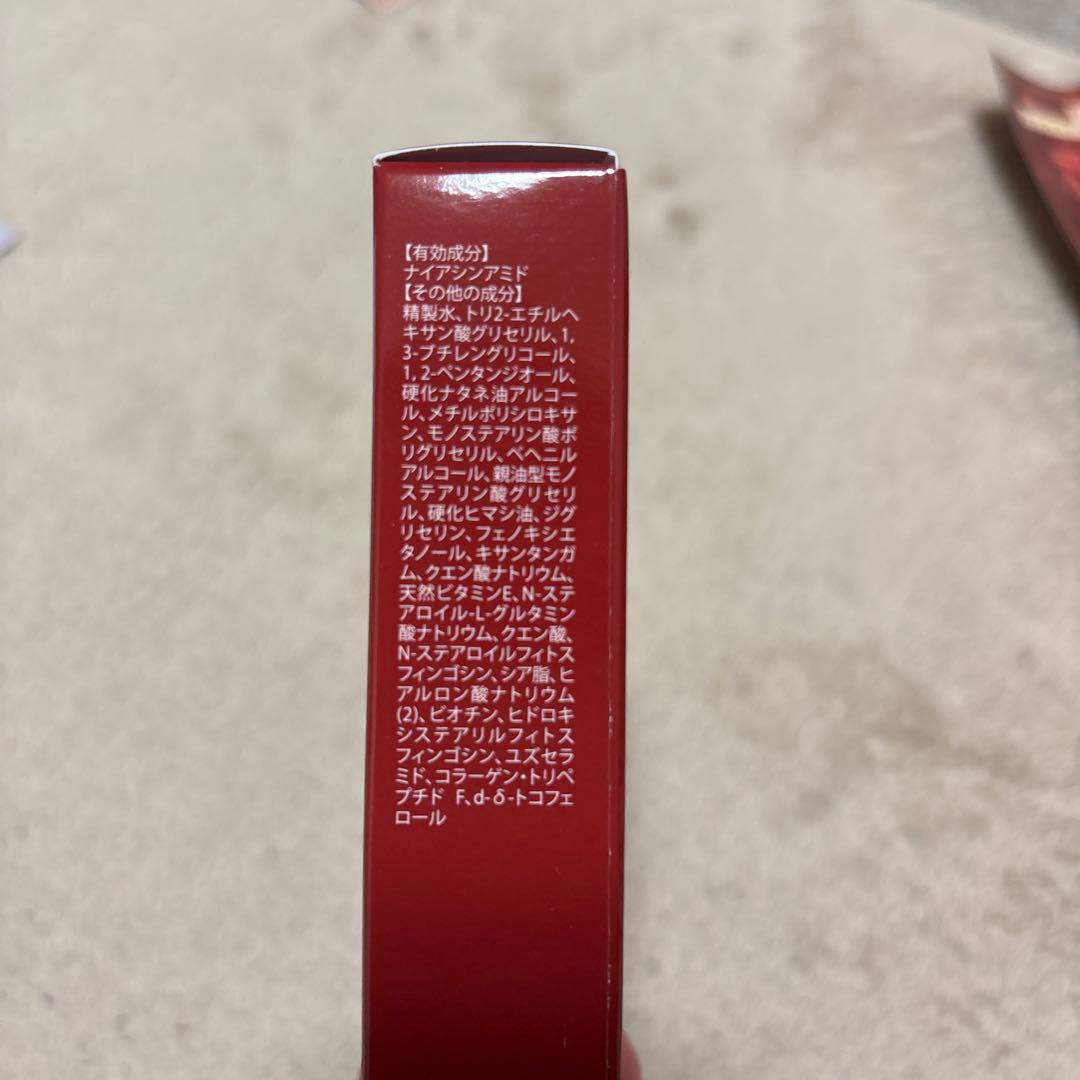 【有効成分】
ナイアシンアミド
【その他の成分】
精製水、トリ2-エチルヘ
キサン酸グリセリル、1,
3-ブチレングリコール、
1, 2-ペンタンジオール、
硬化ナタネ油アルコー
ル、メチルポリシロキサ
ン、モノステアリン酸ポ
リグリセリル、ベヘニル
アルコール、親油型モノ
ステアリン酸グリセリ
ル、硬化ヒマシ油、ジグ
リセリン、フェノキシエ
タノール、キサンタンガ
ム、クエン酸ナトリウム、
天然ビタミンE、N-ステ
アロイル-L-グルタミン
酸ナトリウム、クエン酸、
N-ステアロイルフィトス
フィンゴシン、シア脂、ヒ
アルロン酸ナトリウム
(2)、ビオチン、ヒドロキ
システアリルフィトス
フィンゴシン、ユズセラ
ミド、コラーゲン・トリペ
プチド F、d-δ-トコフェ
ロール